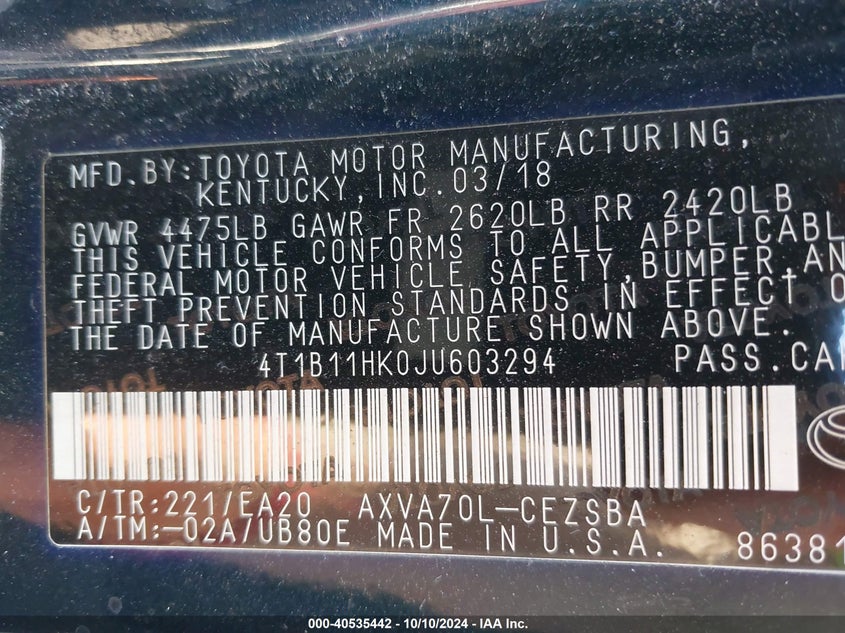 MFD.BY:TOYOTA MOTOR MANUFACTURING,
KENTUCKY,INC.03/18
GVWR 4475LB GAWR FR 2620LB RR 2420LB
THIS VEHICLE CONFORMS TO ALL APPLICABL
FEDERAL MOTOR VEHICLE SAFETY,BUMPER,AN
THEFT PREVENTION STANDARDS IN EFFECT O
THE DATE OF MANUFACTURE SHOWN ABOVE.
4T1B11HK0JU603294 PASS.CAR
C/TR:221/EA20 AXVA70L-CEZSBA
A/TM:-02A/UB80E MADE IN U.S.A. 86381
000-40535442 - 10/10/2024 - IAA Inc.